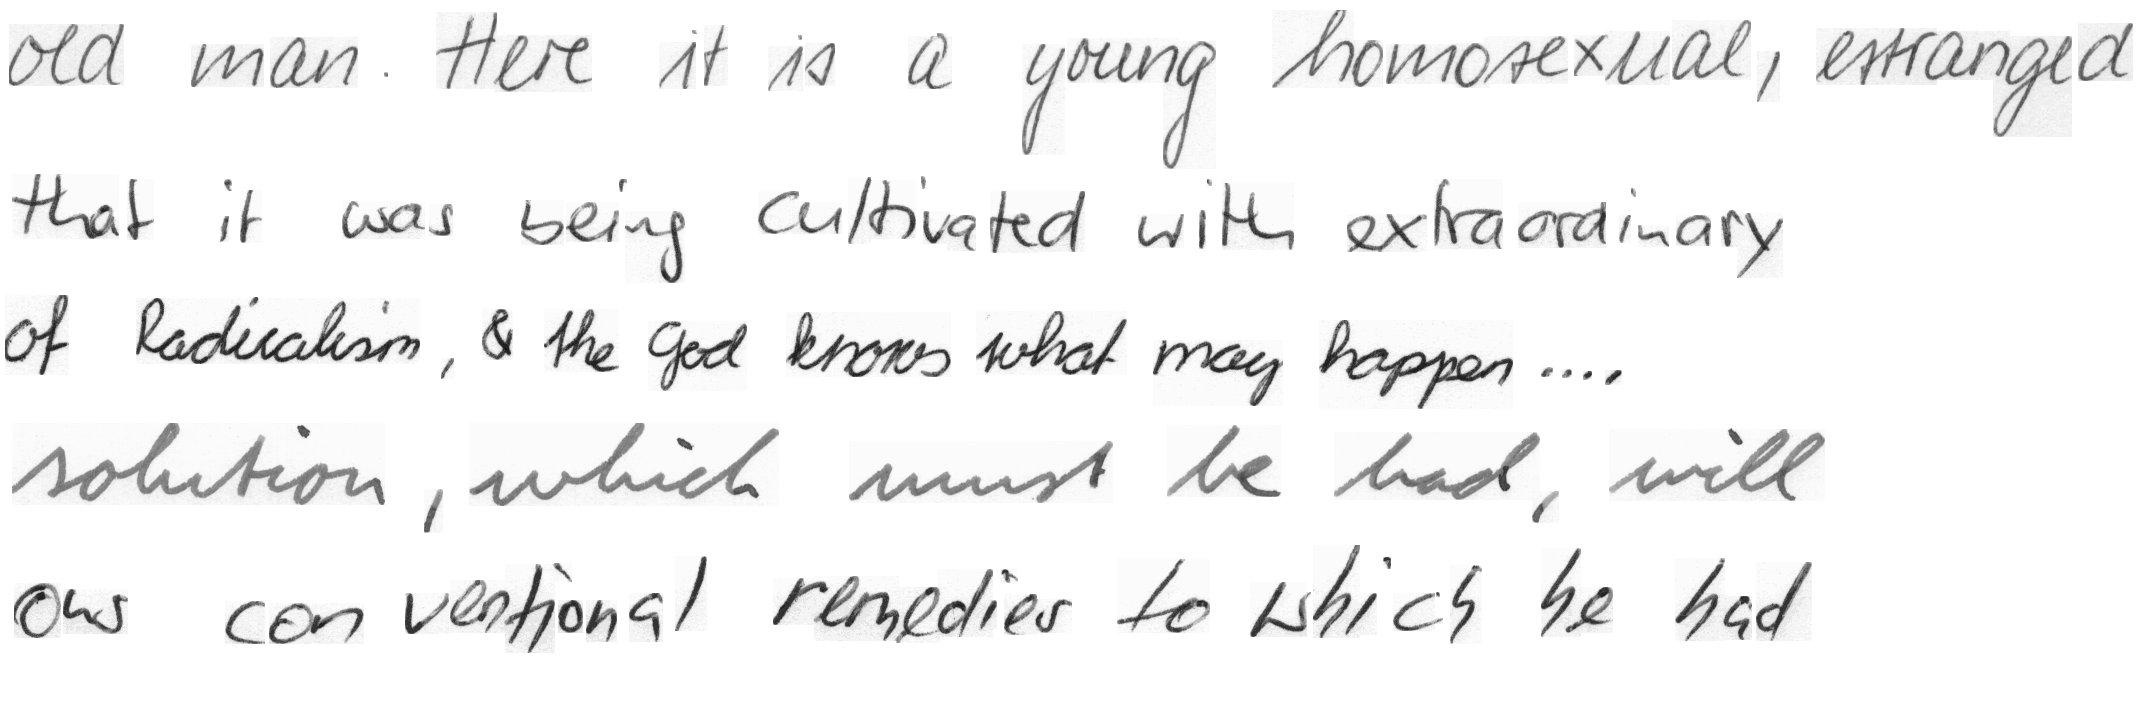 old man. Here it is a young homosexual, estranged
that it was being cultivated with extraordinary
of Radicalism, & the God knows what may happen ....
solution, which must be had, will
ous conventional remedies to which he had